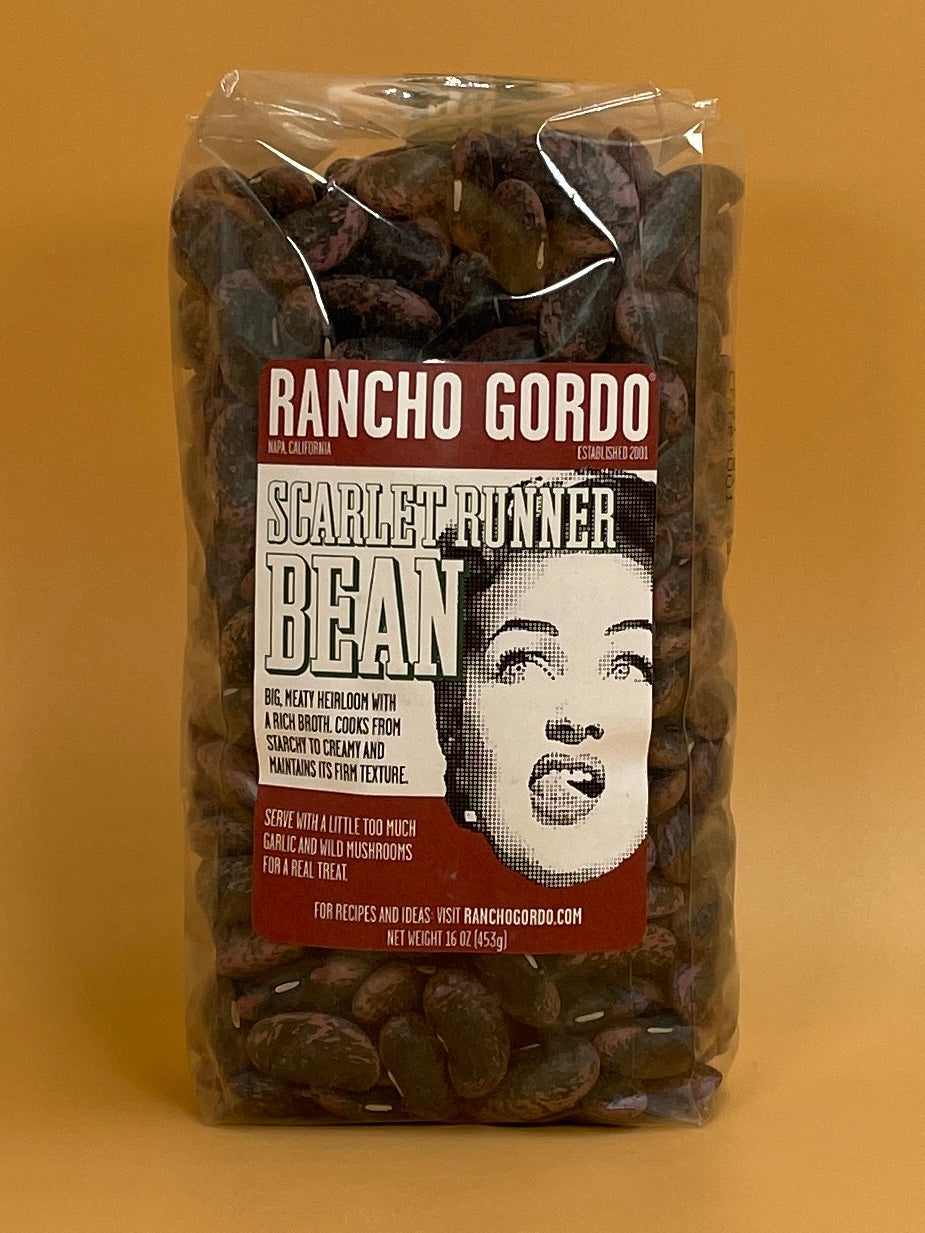 RANCHO GORDO®
NAPA, CALIFORNIA ESTABLISHED 2001
SCARLET RUNNER
BEAN
BIG, MEATY HEIRLOOM WITH
A RICH BROTH. COOKS FROM
STARCHY TO CREAMY AND
MAINTAINS ITS FIRM TEXTURE.
SERVE WITH A LITTLE TOO MUCH
GARLIC AND WILD MUSHROOMS
FOR A REAL TREAT.
FOR RECIPES AND IDEAS VISIT RANCHOGORDO.COM
NET WEIGHT 16 OZ (453g)